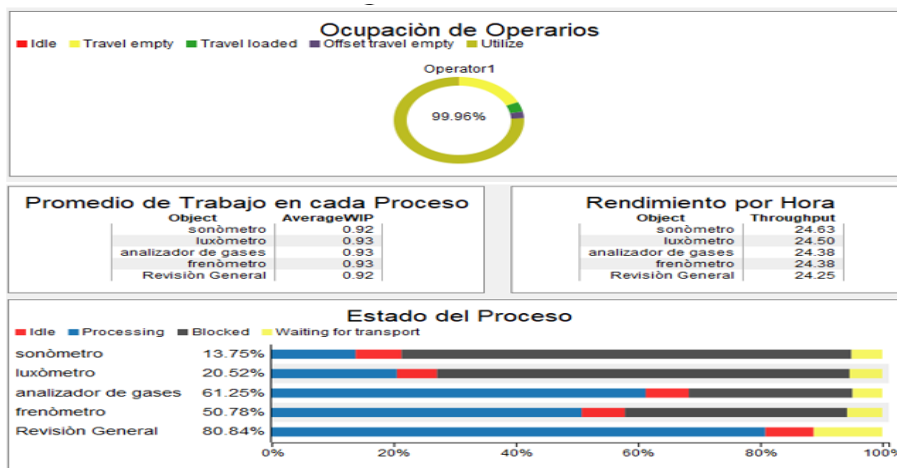 Ocupaciòn de Operarios
Idle Travel empty Travel loaded Offset travel empty Utilize
Operator1
99.96%
Promedio de Trabajo en cada Proceso
Object AverageWIP
sonòmetro 0.92
luxòmetro 0.93
analizador de gases 0.93
frenòmetro 0.93
Revisiòn General 0.92
Rendimiento por Hora
Object Throughput
sonòmetro 24.63
luxòmetro 24.50
analizador de gases 24.38
frenòmetro 24.38
Revisiòn General 24.25
Estado del Proceso
Idle Processing Blocked Waiting for transport
sonòmetro 13.75%
luxòmetro 20.52%
analizador de gases 61.25%
frenòmetro 50.78%
Revisiòn General 80.84%
0% 20% 40% 60% 80% 100%